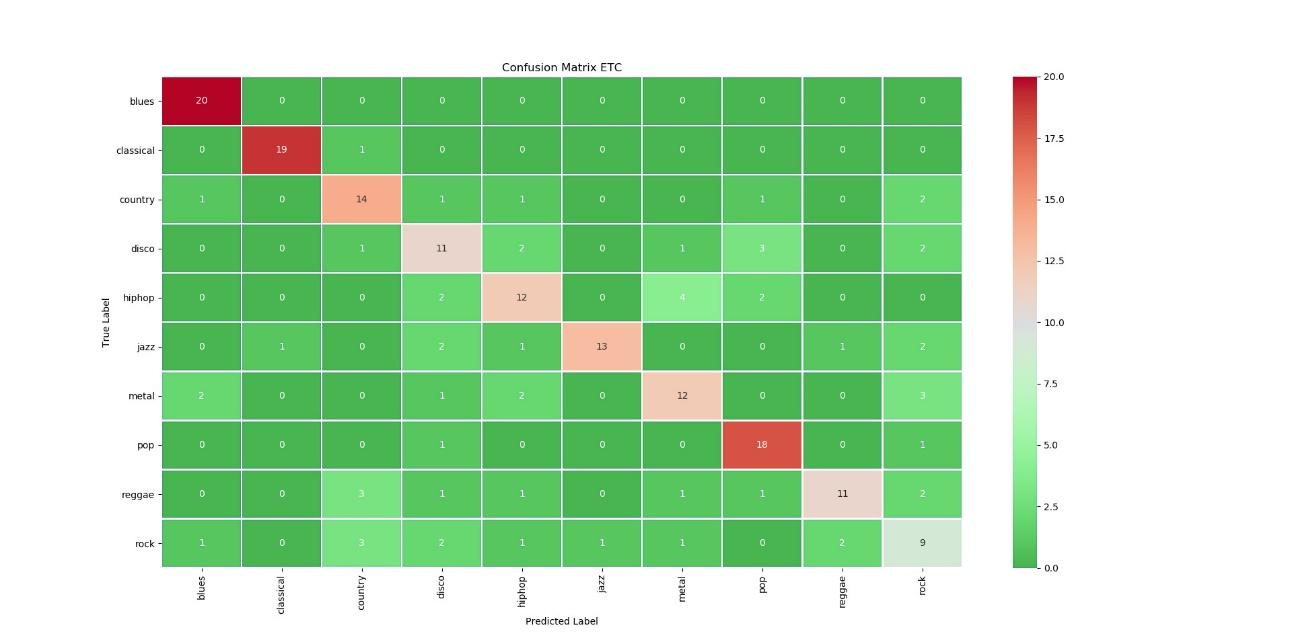 Confusion Matrix ETC
blues 20 0 0 0 0 0 0 0 0 0
classical 0 19 1 0 0 0 0 0 0 0
country 1 0 14 1 1 0 0 1 0 2
disco 0 0 1 11 2 0 1 3 0 2
hiphop 0 0 0 2 12 0 4 2 0 0
jazz 0 1 0 2 1 13 0 0 1 2
metal 2 0 0 1 2 0 12 0 0 3
pop 0 0 0 1 0 0 0 18 0 1
reggae 0 0 3 1 1 0 1 1 11 2
rock 1 0 3 2 1 1 1 0 2 9
True Label
blues classical country disco hiphop jazz metal pop reggae rock
Predicted Label
20.0
17.5
15.0
12.5
10.0
7.5
5.0
2.5
0.0